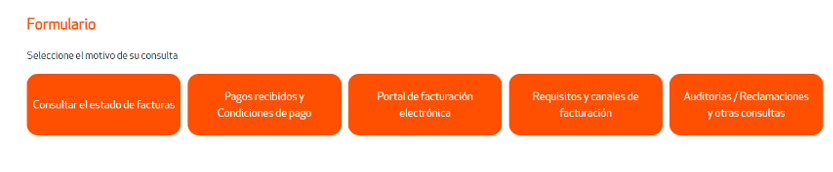 Formulario
Seleccione el motivo de su consulta
Consultar el estado de facturas
Pagos recibidos y
Condiciones de pago
Portal de facturación
electrónica
Requisitos y canales de
facturación
Auditorias / Reclamaciones
y otras consultas